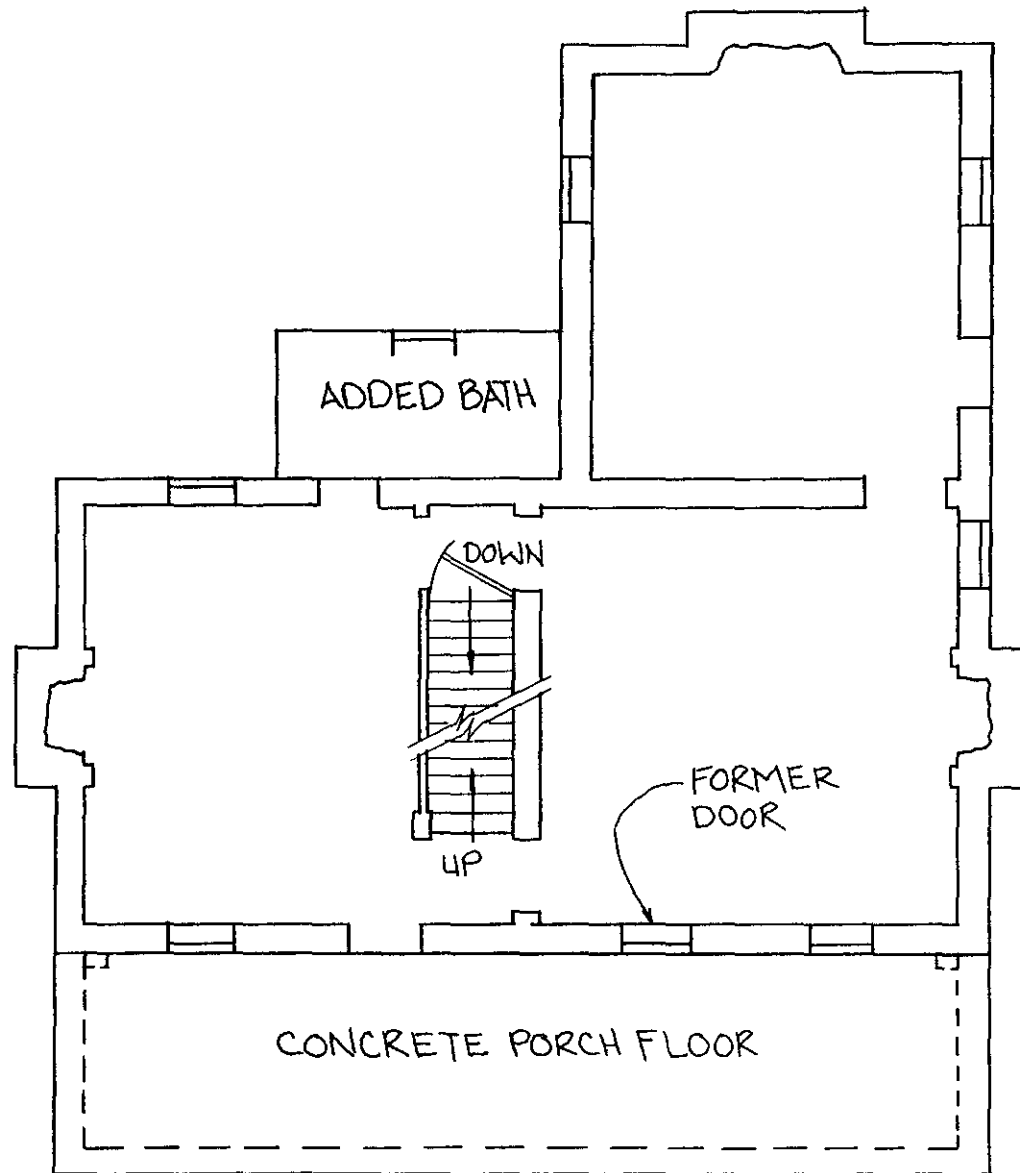 ADDED BATH
DOWN
FORMER
DOOR
UP
CONCRETE PORCH FLOOR